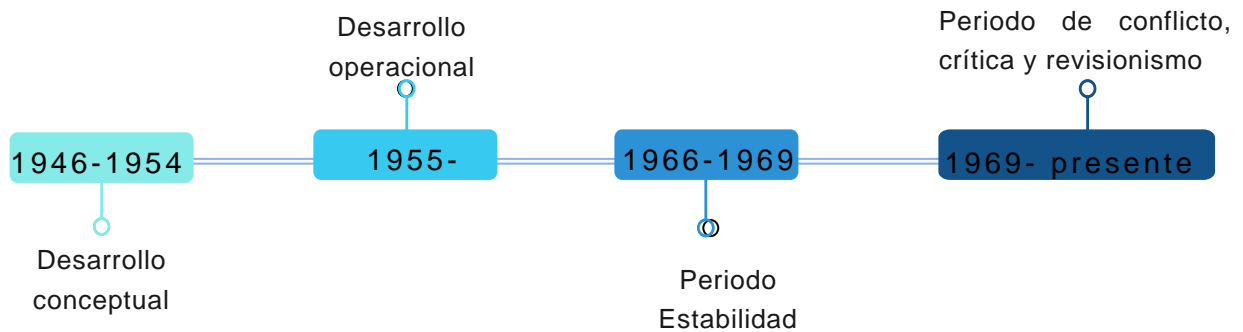 1946-1954
Desarrollo
conceptual
Desarrollo
operacional
1955-
1966-1969
Periodo
Estabilidad
Periodo de conflicto,
crítica y revisionismo
1969- presente